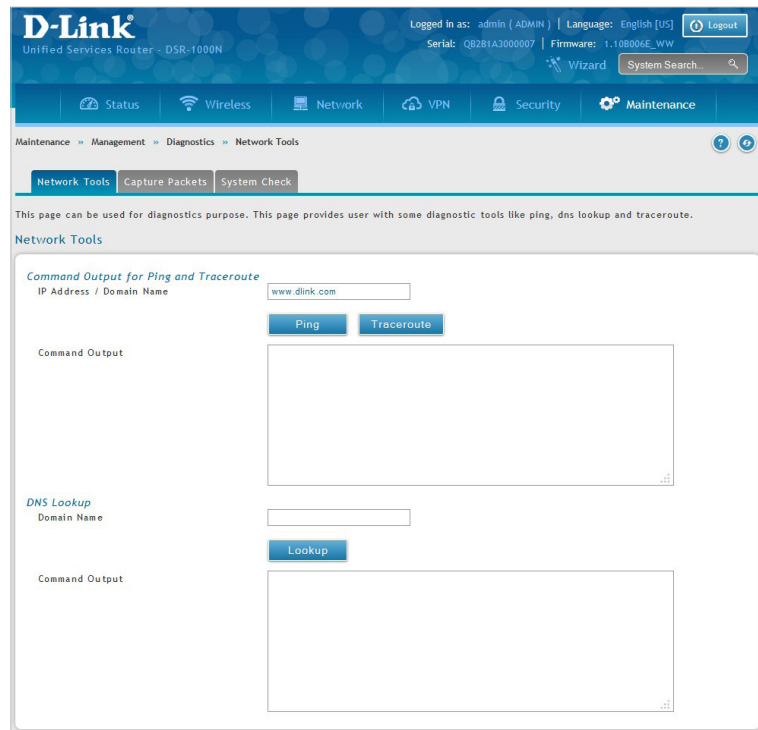 D-Link
Unified Services Router - DSR-1000N
Logged in as: admin ( ADMIN ) | Language: English [US]
Logout
Serial: QB2B1A3000007 | Firmware: 1.10B006E_WW
Wizard
System Search...
Status
Wireless
Network
VPN
Security
Maintenance
Maintenance » Management » Diagnostics » Network Tools
Network Tools
Capture Packets
System Check
This page can be used for diagnostics purpose. This page provides user with some diagnostic tools like ping, dns lookup and traceroute.
Network Tools
Command Output for Ping and Traceroute
IP Address / Domain Name
www.dlink.com
Ping
Traceroute
Command Output
DNS Lookup
Domain Name
Lookup
Command Output